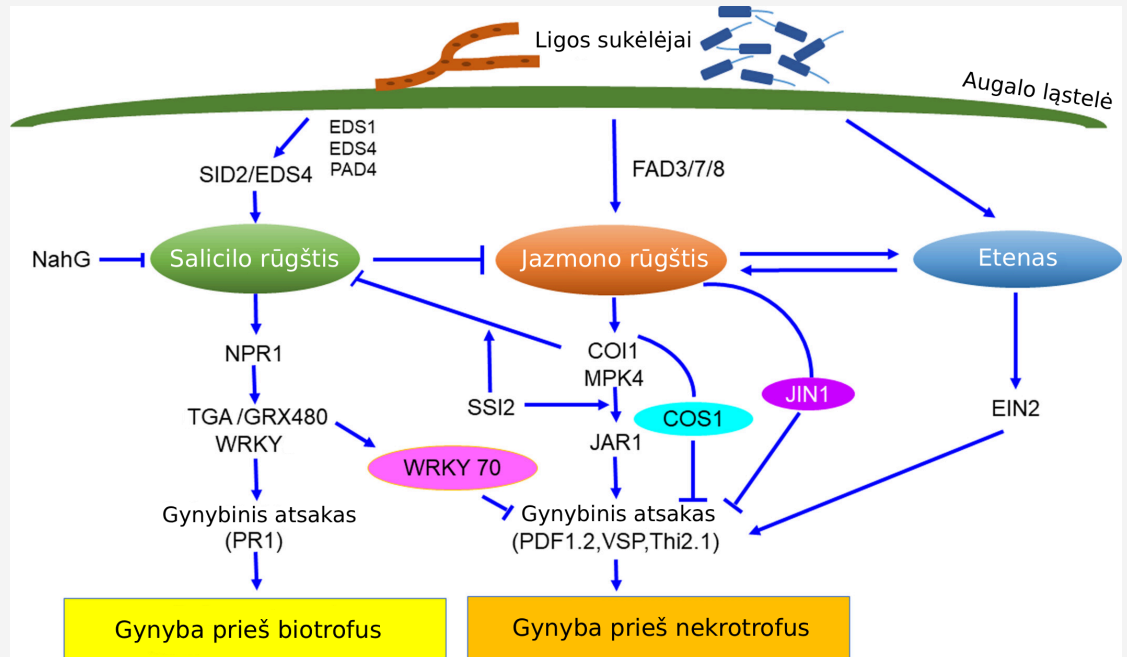 Ligos sukėlėjai
Augalo ląstelė
EDS1
EDS4
PAD4
SID2/EDS4
FAD3/7/8
NahG
Salicilo rūgštis
Jazmono rūgštis
Etenas
NPR1
COI1
MPK4
SSI2
JIN1
COS1
EIN2
TGA/GRX480
WRKY
JAR1
WRKY 70
Gynybinis atsakas
(PR1)
Gynybinis atsakas
(PDF1.2,VSP,Thi2.1)
Gynyba prieš biotrofus
Gynyba prieš nekrotrofus